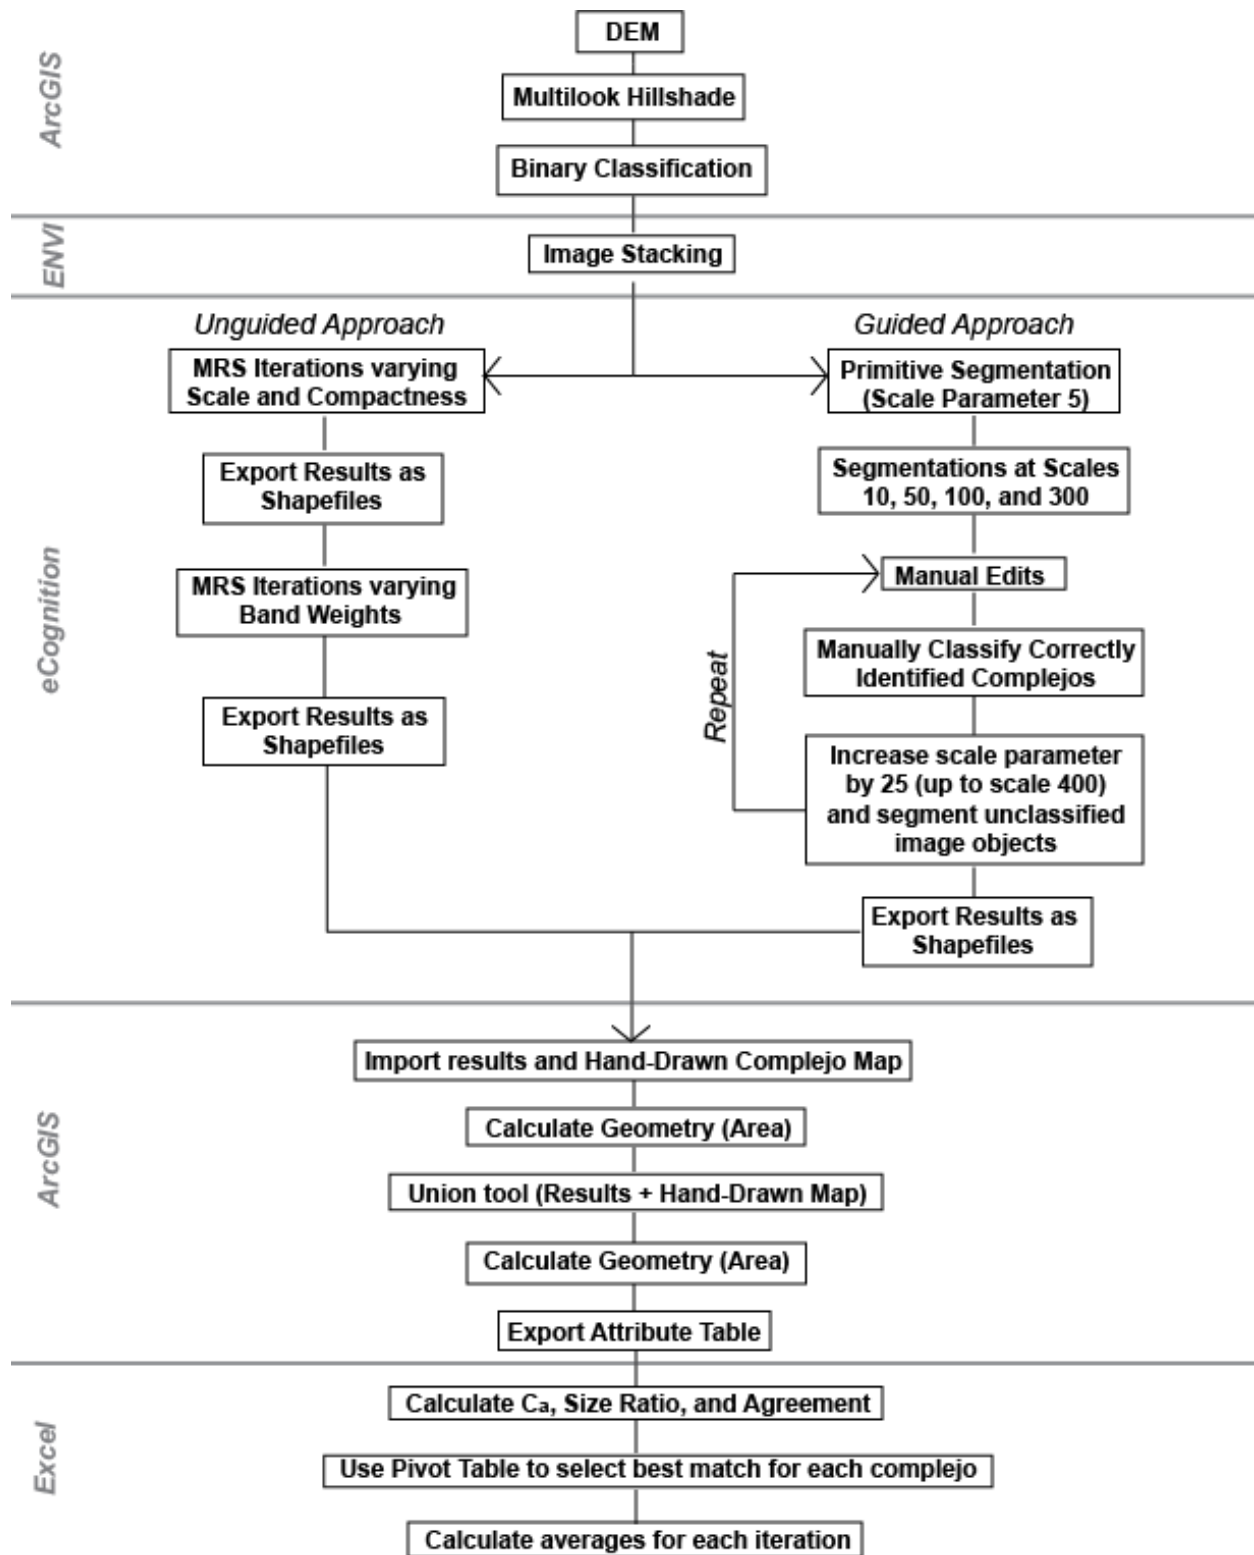 ArcGIS
DEM
Multilook Hillshade
Binary Classification
ENVI
Image Stacking
eCognition
Unguided Approach
MRS Iterations varying
Scale and Compactness
Export Results as
Shapefiles
MRS Iterations varying
Band Weights
Export Results as
Shapefiles
Guided Approach
Primitive Segmentation
(Scale Parameter 5)
Segmentations at Scales
10, 50, 100, and 300
Manual Edits
Manually Classify Correctly
Identified Complejos
Repeat
Increase scale parameter
by 25 (up to scale 400)
and segment unclassified
image objects
Export Results as
Shapefiles
ArcGIS
Import results and Hand-Drawn Complejo Map
Calculate Geometry (Area)
Union tool (Results + Hand-Drawn Map)
Calculate Geometry (Area)
Export Attribute Table
Excel
Calculate Ca, Size Ratio, and Agreement
Use Pivot Table to select best match for each complejo
Calculate averages for each iteration